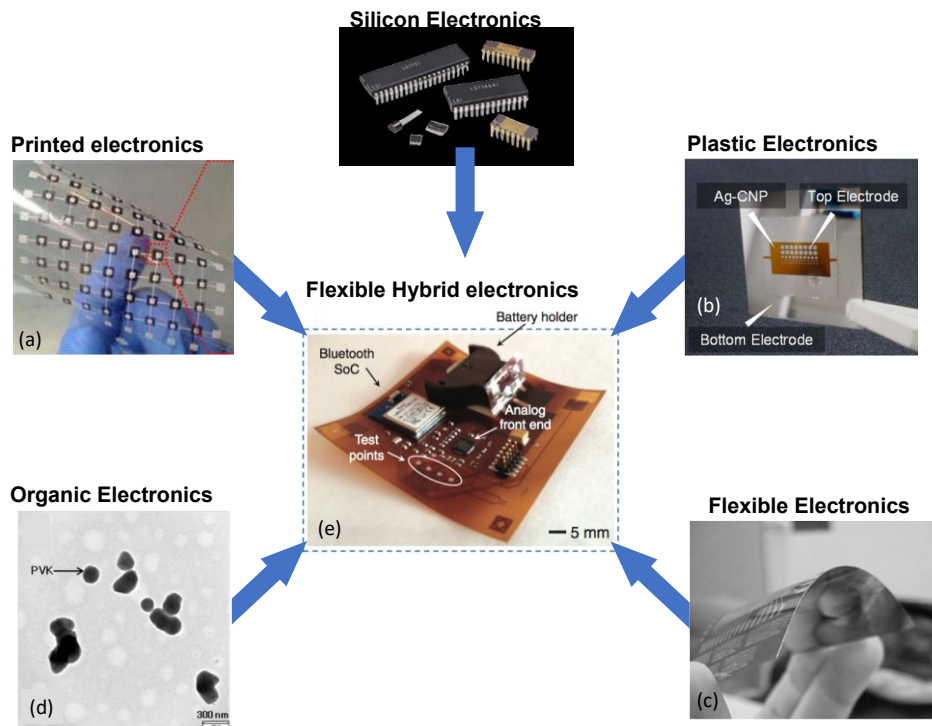 Silicon Electronics
Printed electronics
(a)
Plastic Electronics
Ag-CNP
Top Electrode
(b)
Bottom Electrode
Flexible Hybrid electronics
Battery holder
Bluetooth
SoC
Analog
front end
Test
points
(e)
5 mm
Organic Electronics
PVK
(d)
300 nm
Flexible Electronics
(c)